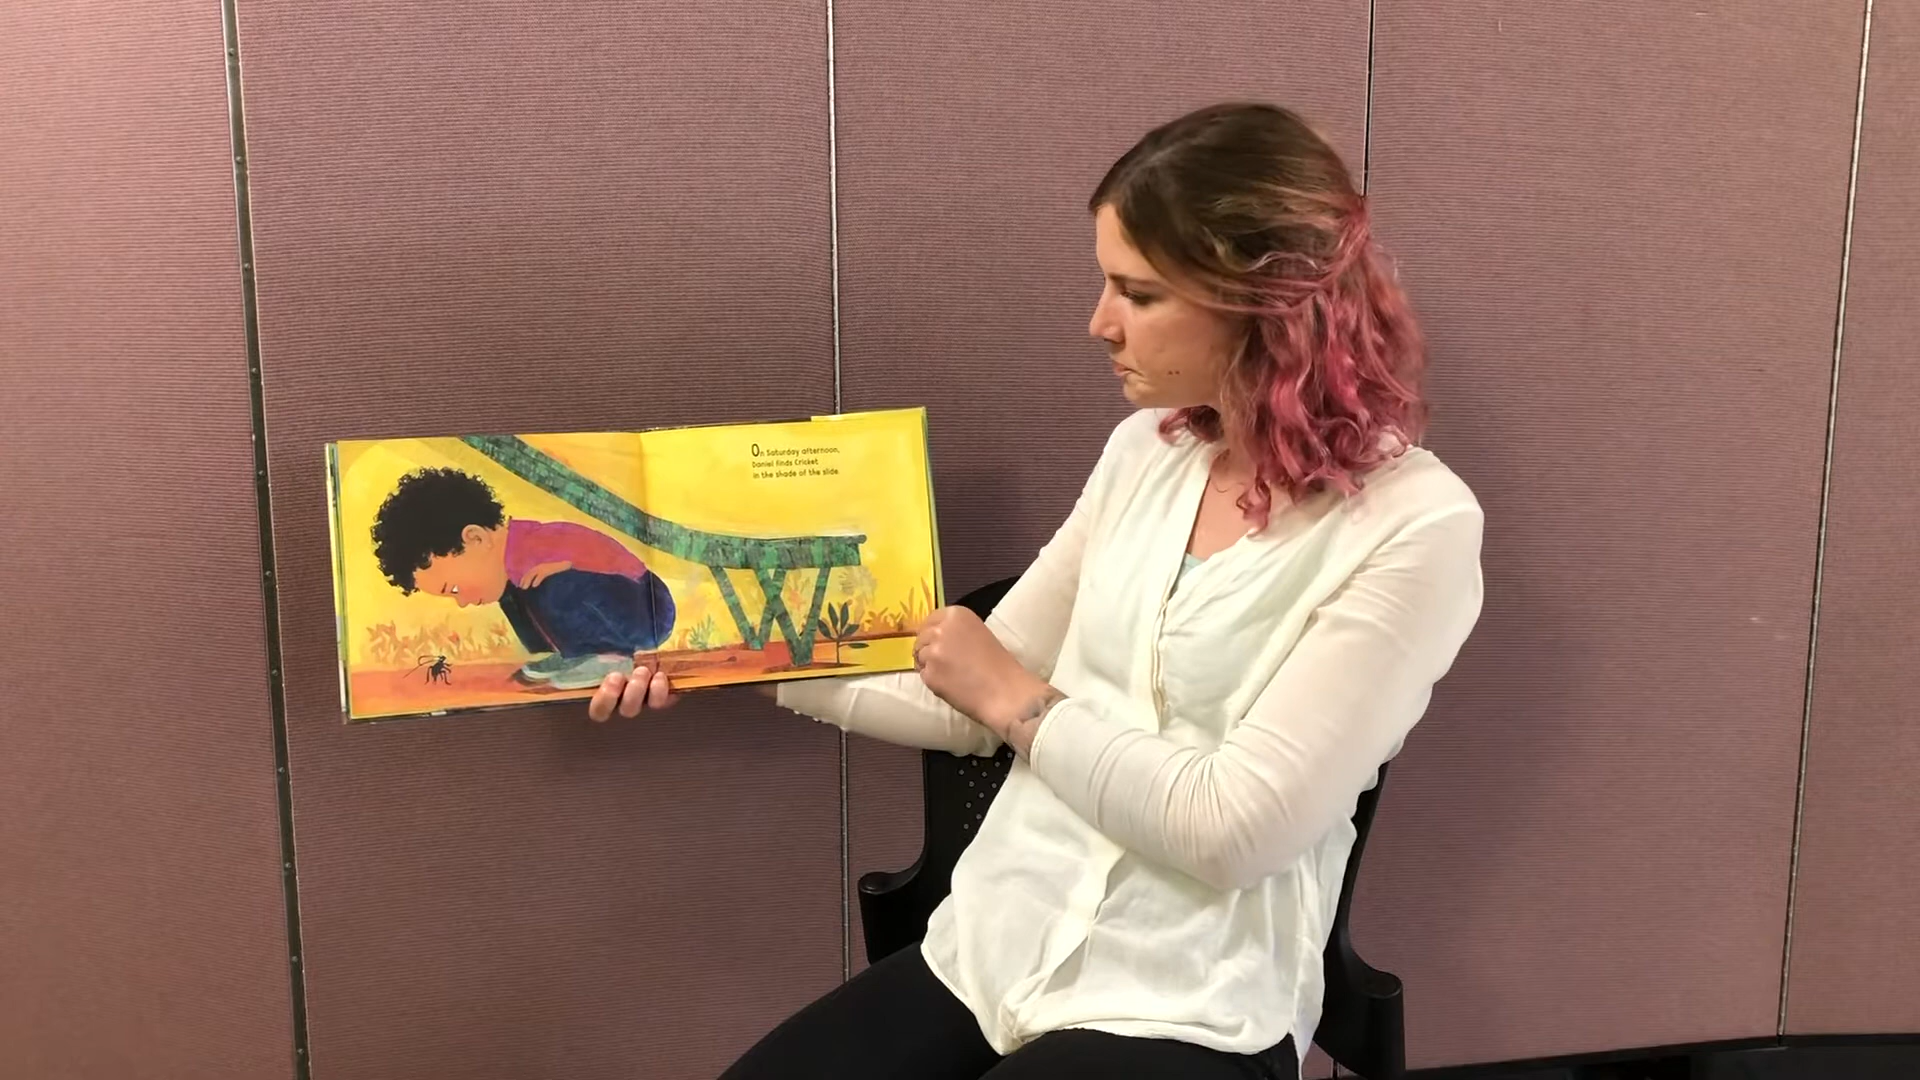 On Saturday afternoon,
Daniel finds Cricket
in the shade of the slide.